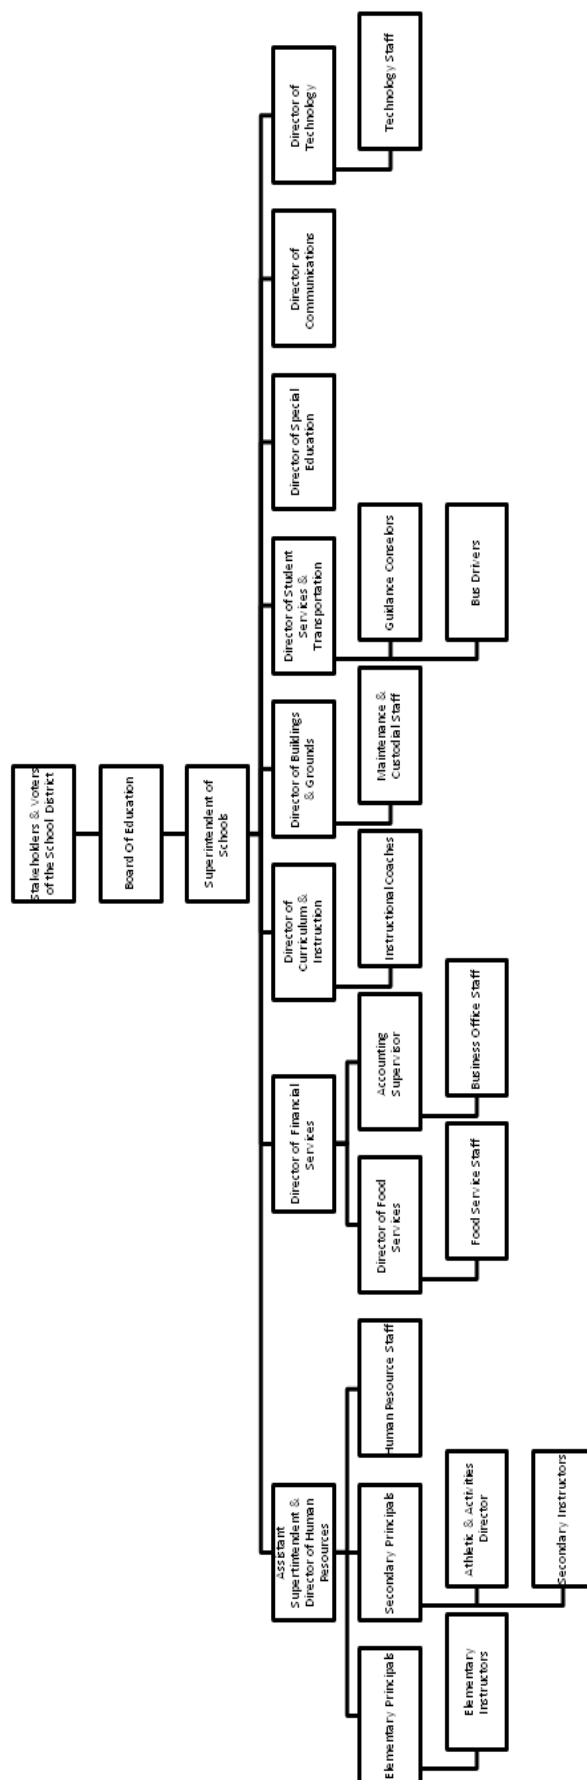 Stakeholders & Voters
of the School District
Board Of Education
Superintendent of
Schools
Assistant
Supertintendent &
Director of Human
Resources
Director of Financial
Services
Director of
Curriculum &
Instruction
Director of Buildings
& Grounds
Director of Student
Services &
Transportation
Director of Special
Education
Director of
Communications
Director of
Technology
Elementary Principals
Secondary Principals
Human Resource Staff
Director of Food
Services
Accounting
Supervisor
Instructional Coaches
Maintenance &
Custodial Staff
Guidance Conselors
Technology Staff
Elementary
Instructors
Athletic & Activities
Director
Food Service Staff
Business Office Staff
Bus Drivers
Secondary Instructors